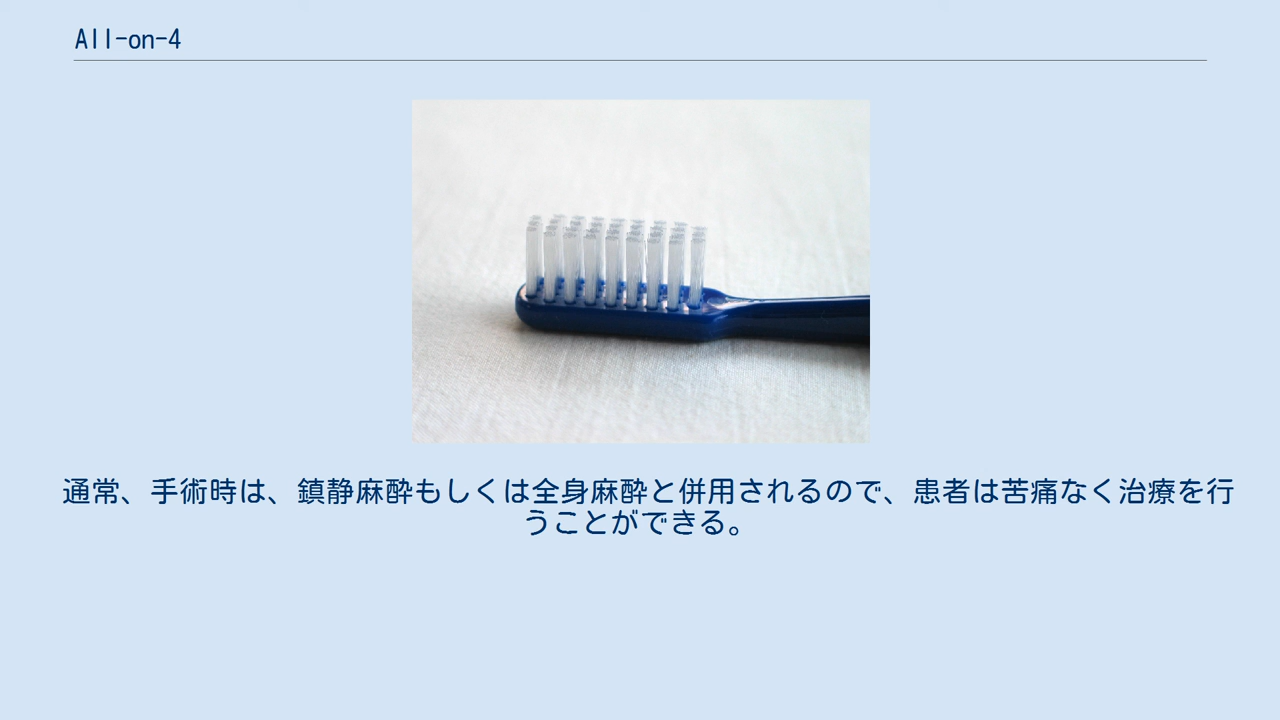 All-on-4
通常、手術時は、鎮静麻酔もしくは全身麻酔と併用されるので、患者は苦痛なく治療を行
うことができる。